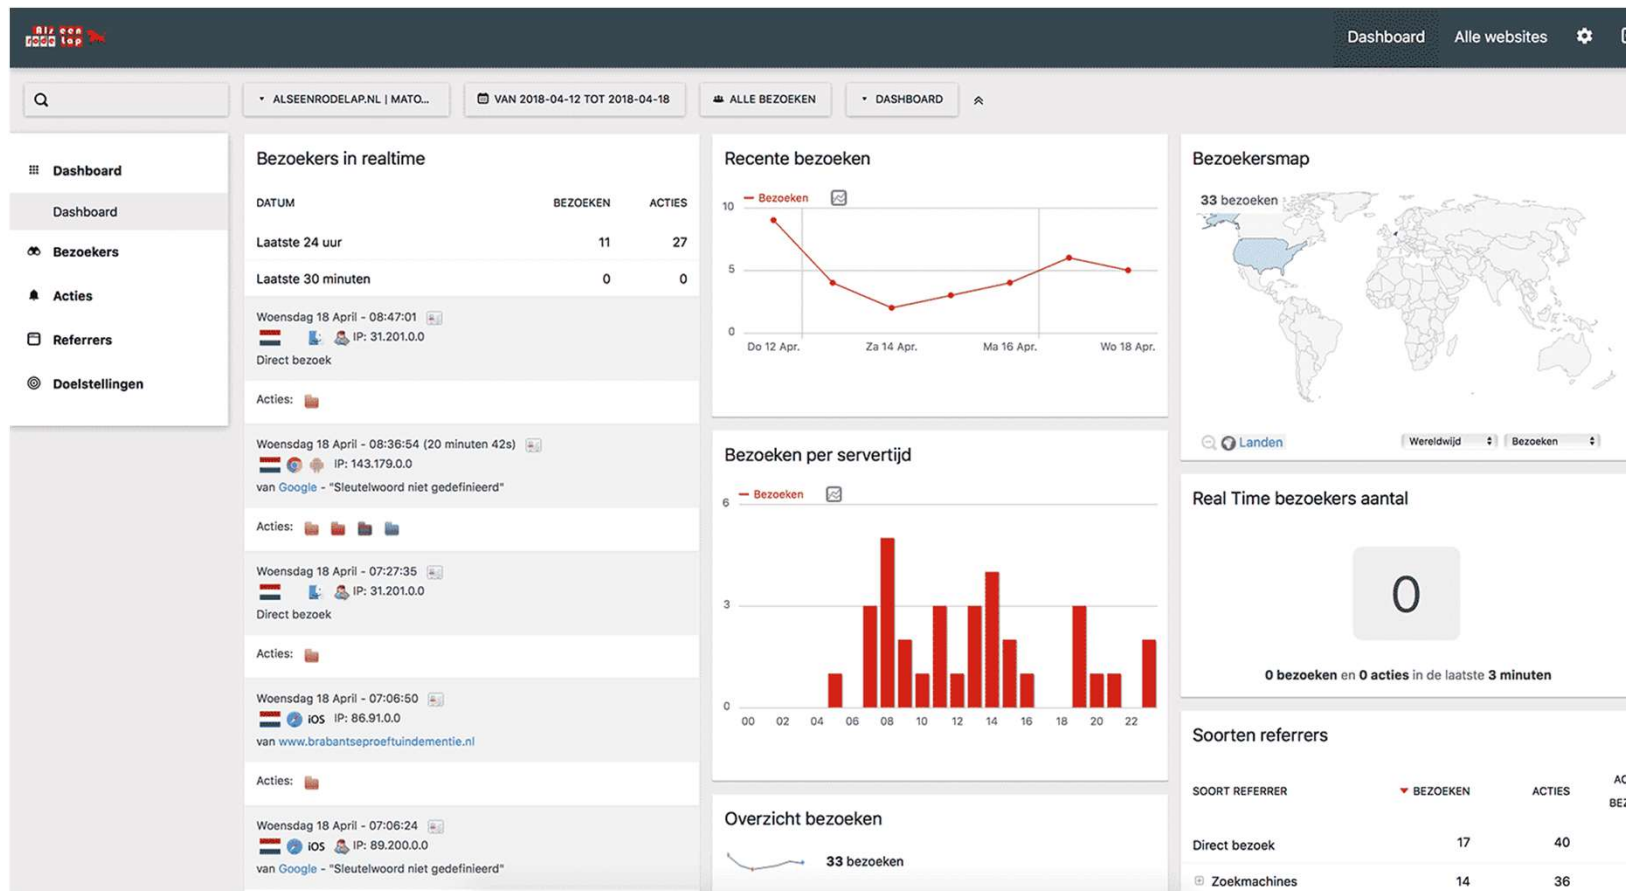 Als een
rode lap
Dashboard
Alle websites
ALSEENRODELAP.NL | MATO...
VAN 2018-04-12 TOT 2018-04-18
ALLE BEZOEKEN
DASHBOARD
Dashboard
Dashboard
Bezoekers
Acties
Referrers
Doelstellingen
Bezoekers in realtime
DATUM BEZOEKEN ACTIES
Laatste 24 uur 11 27
Laatste 30 minuten 0 0
Woensdag 18 April - 08:47:01
IP: 31.201.0.0
Direct bezoek
Acties:
Woensdag 18 April - 08:36:54 (20 minuten 42s)
IP: 143.179.0.0
van Google - "Sleutelwoord niet gedefinieerd"
Acties:
Woensdag 18 April - 07:27:35
IP: 31.201.0.0
Direct bezoek
Acties:
Woensdag 18 April - 07:06:50
iOS IP: 86.91.0.0
van www.brabantseproeftuindementie.nl
Acties:
Woensdag 18 April - 07:06:24
iOS IP: 89.200.0.0
van Google - "Sleutelwoord niet gedefinieerd"
Recente bezoeken
Bezoeken
10
5
0
Do 12 Apr. Za 14 Apr. Ma 16 Apr. Wo 18 Apr.
Bezoeken per servertijd
Bezoeken
6
3
0
00 02 04 06 08 10 12 14 16 18 20 22
Overzicht bezoeken
33 bezoeken
Bezoekersmap
33 bezoeken
Landen
Wereldwijd
Bezoeken
Real Time bezoekers aantal
0
0 bezoeken en 0 acties in de laatste 3 minuten
Soorten referrers
SOORT REFERRER BEZOEKEN ACTIES
Direct bezoek 17 40
Zoekmachines 14 36